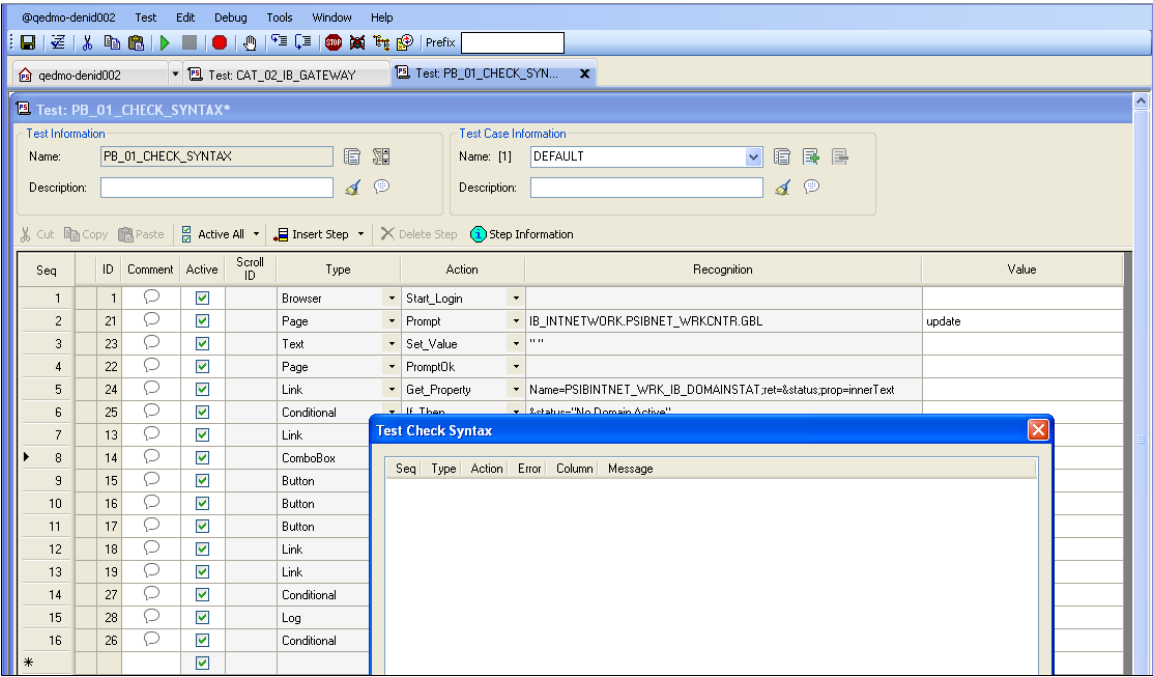 @qedmo-denid002 Test Edit Debug Tools Window Help
STOP Prefix
qedmo-denid002 Test: CAT_02_IB_GATEWAY Test: PB_01_CHECK_SYN... x
Test: PB_01_CHECK_SYNTAX*
Test Information Test Case Information
Name: PB_01_CHECK_SYNTAX Name: [1] DEFAULT
Description: Description:
Cut Copy Paste Active All Insert Step Delete Step Step Information
Seq ID Comment Active Scroll ID Type Action Recognition Value
1 1 Browser Start_Login
2 21 Page Prompt IB_INTNETWORK.PSIBNET_WRKCNTR.GBL update
3 23 Text Set_Value " "
4 22 Page PromptOk
5 24 Link Get_Property Name=PSIBINTNET_WRK_IB_DOMAINSTAT;ret=&status;prop=innerText
6 25 Conditional If_Then &status="No Domain Active"
7 13 Link
8 14 ComboBox
9 15 Button
10 16 Button
11 17 Button
12 18 Link
13 19 Link
14 27 Conditional
15 28 Log
16 26 Conditional
*
Test Check Syntax
Seq Type Action Error Column Message